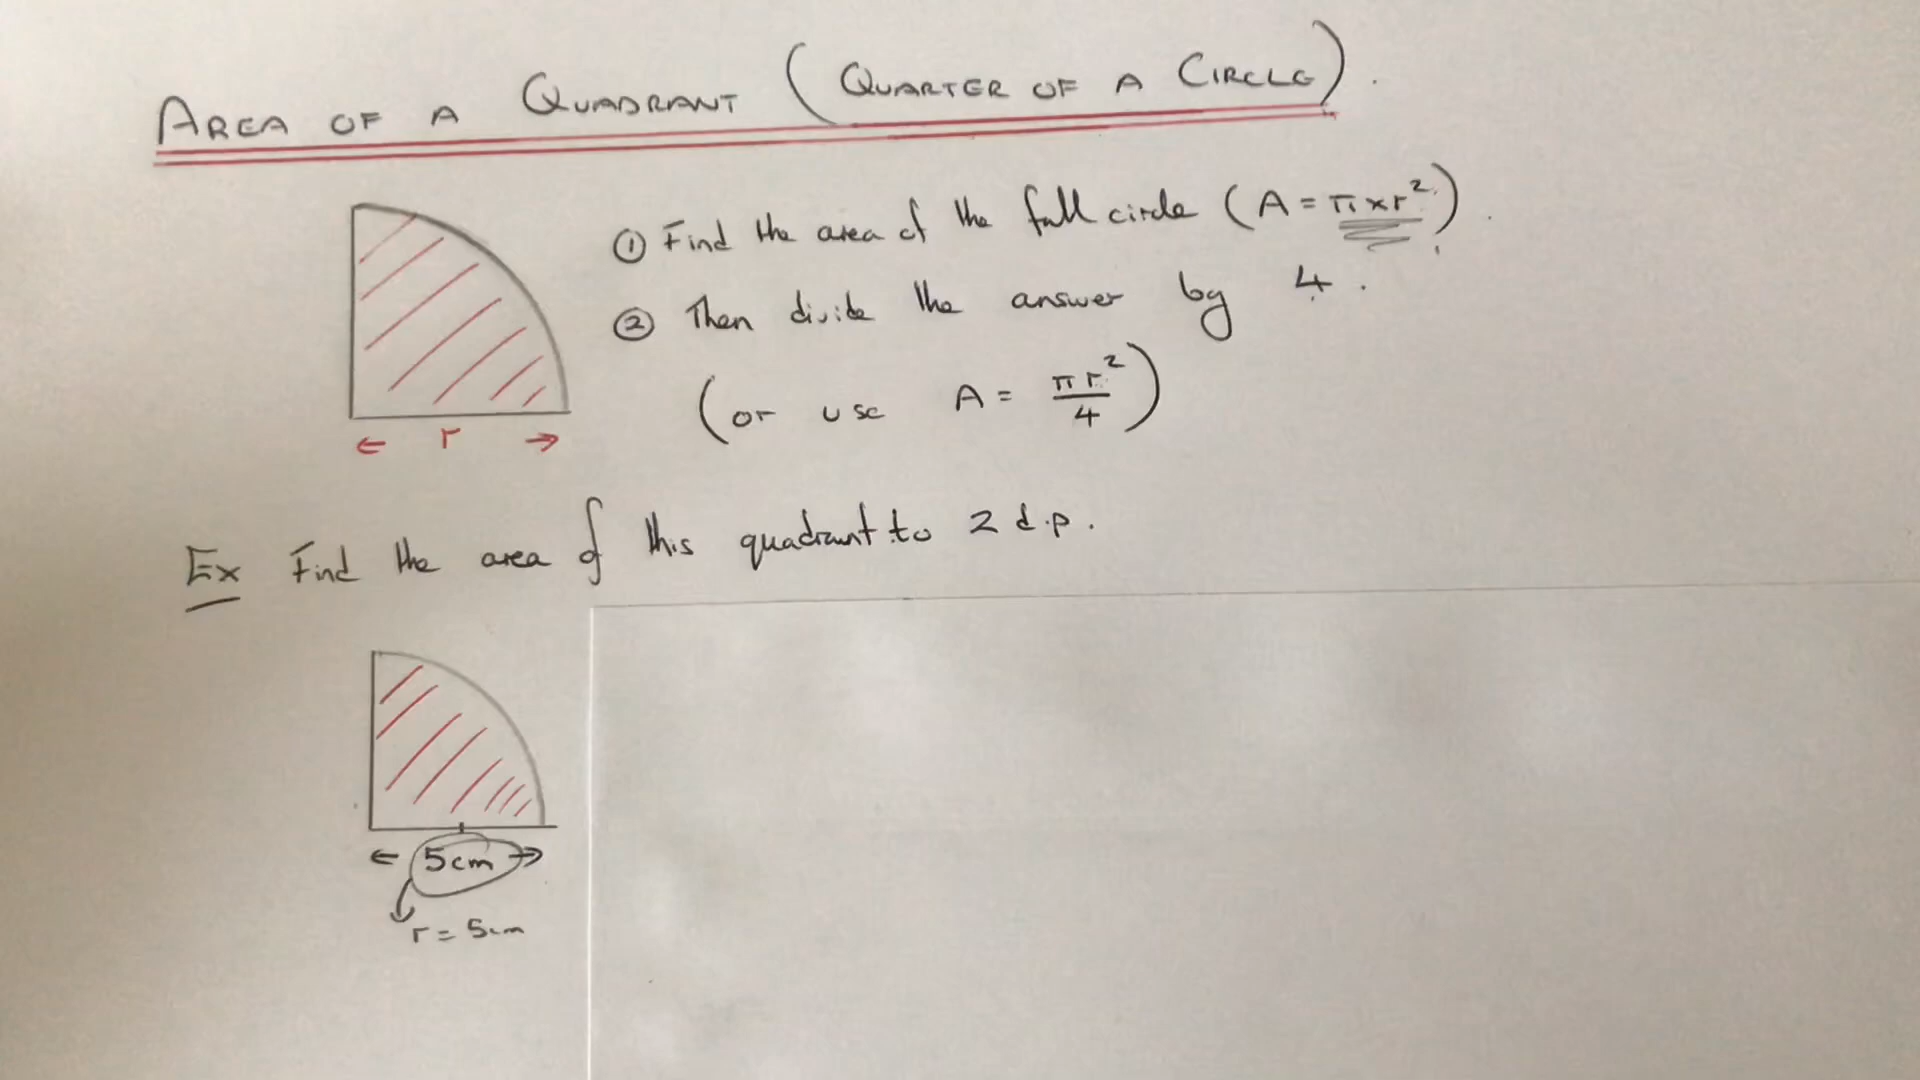 AREA OF A QUADRANT (QUARTER OF A CIRCLE).
① Find the area of the full circle (A = π x r²).
② Then divide the answer by 4.
(or use A = πr²/4)
r
Ex Find the area of this quadrant to 2 d.p.
5cm
r = 5cm